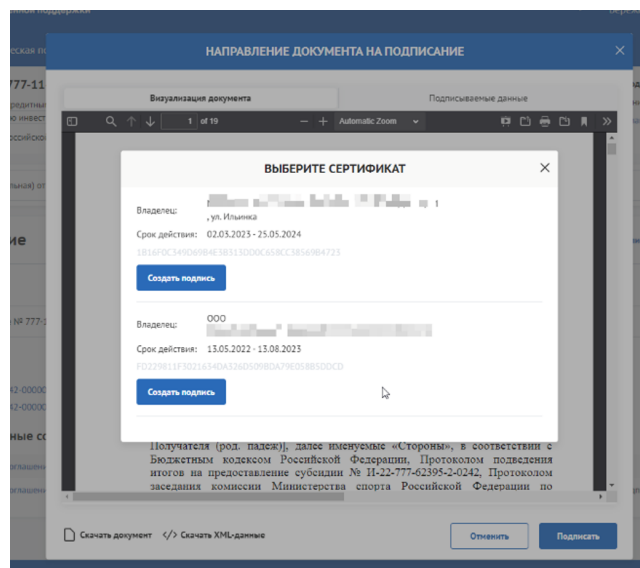 НАПРАВЛЕНИЕ ДОКУМЕНТА НА ПОДПИСАНИЕ
777-11
Визуализация документа
Подписываемые данные
1 of 19
Automatic Zoom
ВЫБЕРИТЕ СЕРТИФИКАТ
Владелец:
, ул. Ильинка
Срок действия: 02.03.2023 - 25.05.2024
Создать подпись
ООО
Владелец:
Срок действия: 13.05.2022 - 13.08.2023
Создать подпись
№ 777-
Получателя (род. падеж)], далее именуемые «Стороны», в соответствии с
Бюджетным кодексом Российской Федерации, Протоколом подведения
итогов на предоставление субсидии № И-22-777-62395-2-0242, Протоколом
заседания комиссии Министерства спорта Российской Федерации по
Скачать документ </> Скачать XML-данные
Отменить
Подписать